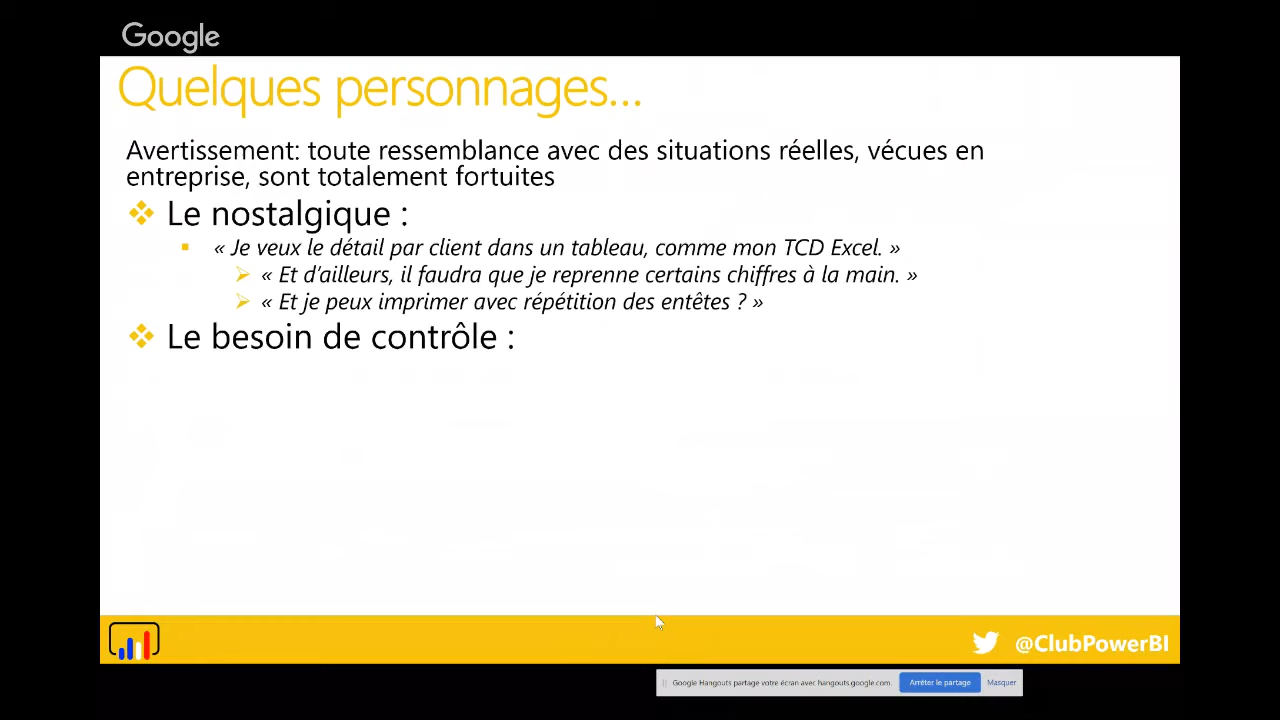 Google
Quelques personnages...
Avertissement: toute ressemblance avec des situations réelles, vécues en
entreprise, sont totalement fortuites
Le nostalgique :
« Je veux le détail par client dans un tableau, comme mon TCD Excel. »
« Et d'ailleurs, il faudra que je reprenne certains chiffres à la main. »
« Et je peux imprimer avec répétition des entêtes ? »
Le besoin de contrôle :
@ClubPowerBI
Google Hangouts partage votre écran avec hangouts.google.com. Arrêter le partage Masquer